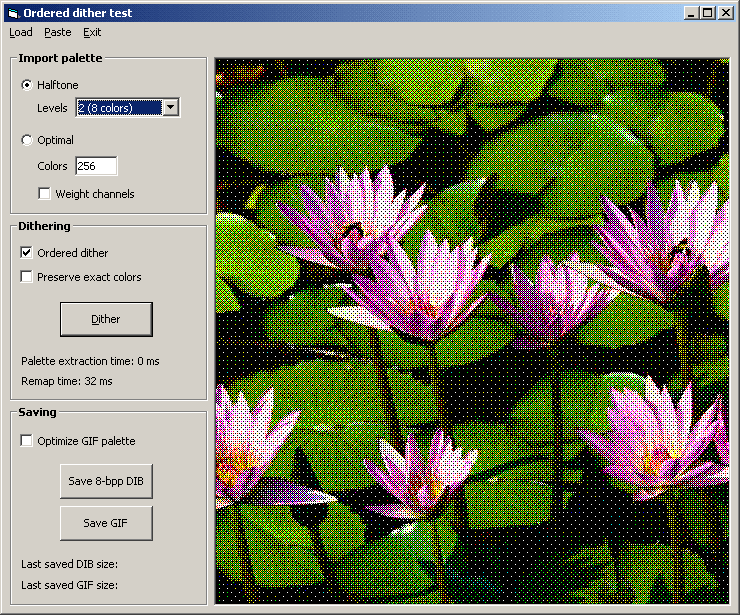 Ordered dither test
Load Paste Exit
Import palette
Halftone
Levels 2 (8 colors)
Optimal
Colors 256
Weight channels
Dithering
Ordered dither
Preserve exact colors
Dither
Palette extraction time: 0 ms
Remap time: 32 ms
Saving
Optimize GIF palette
Save 8-bpp DIB
Save GIF
Last saved DIB size:
Last saved GIF size: